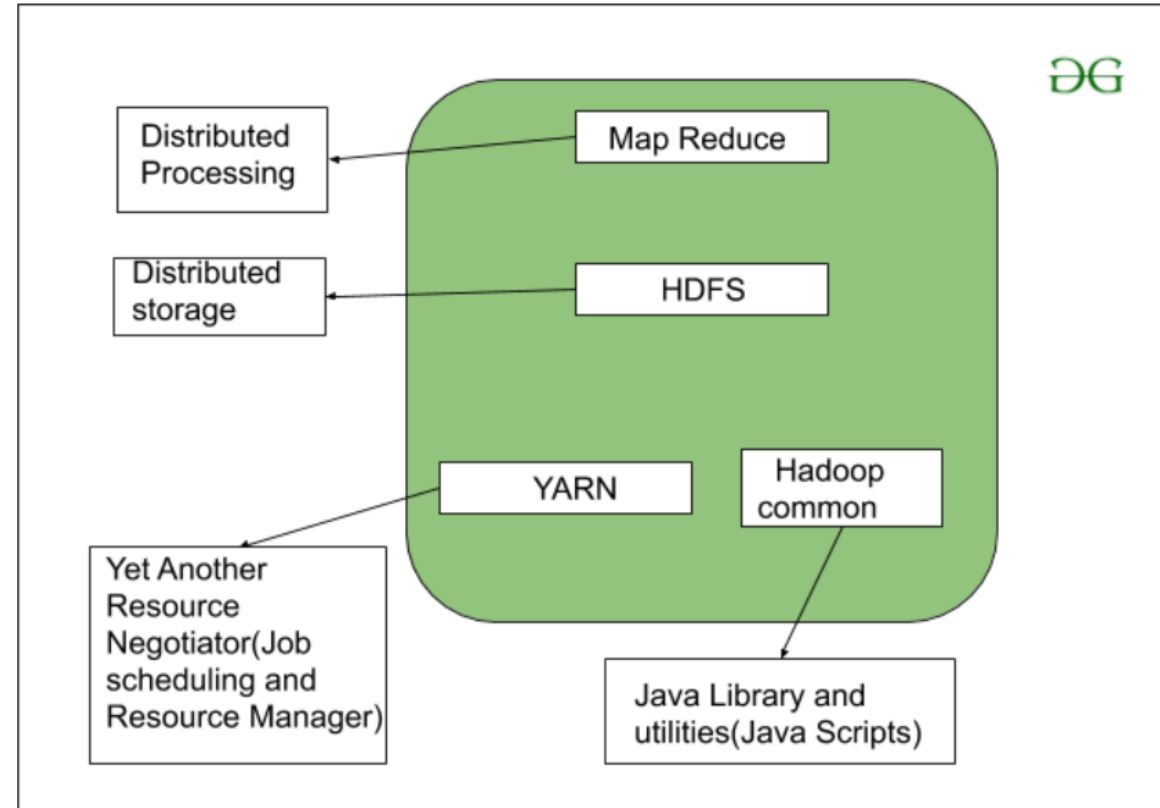 Distributed
Processing
Map Reduce
Distributed
storage
HDFS
YARN
Hadoop
common
Yet Another
Resource
Negotiator(Job
scheduling and
Resource Manager)
Java Library and
utilities(Java Scripts)